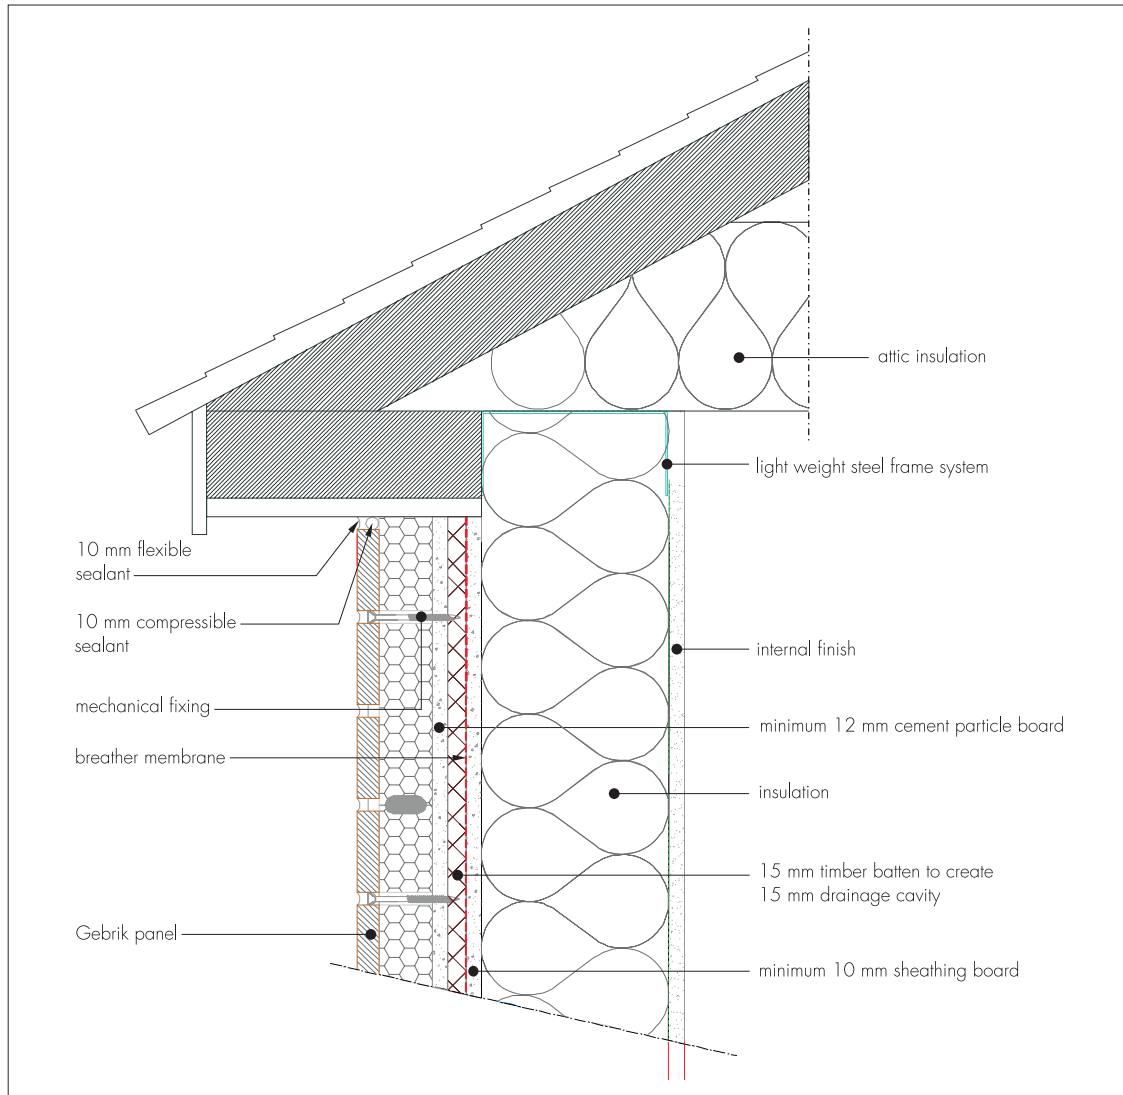 attic insulation
light weight steel frame system
10 mm flexible
sealant
10 mm compressible
sealant
internal finish
mechanical fixing
minimum 12 mm cement particle board
breather membrane
insulation
15 mm timber batten to create
15 mm drainage cavity
Gebrik panel
minimum 10 mm sheathing board